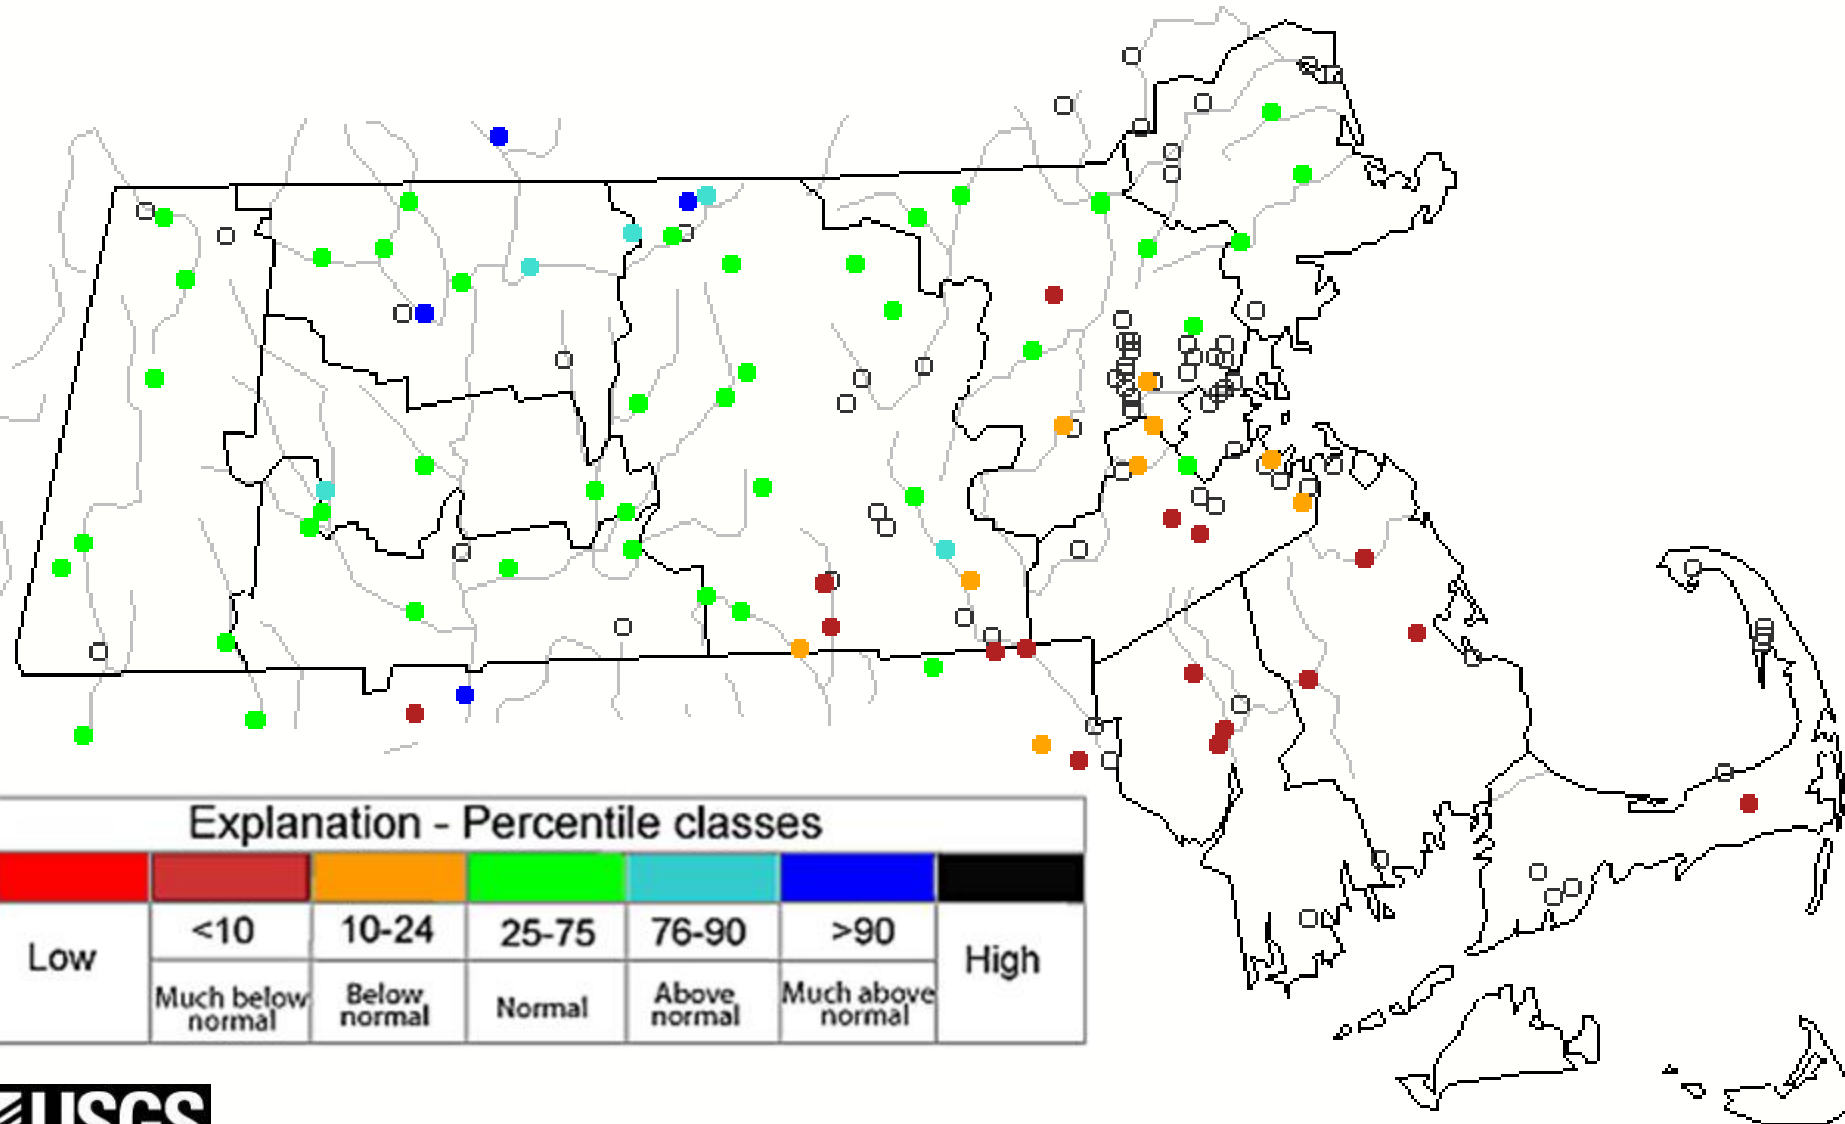 Explanation - Percentile classes
Low
<10
10-24
25-75
76-90
>90
High
Much below normal
Below normal
Normal
Above normal
Much above normal
USGS